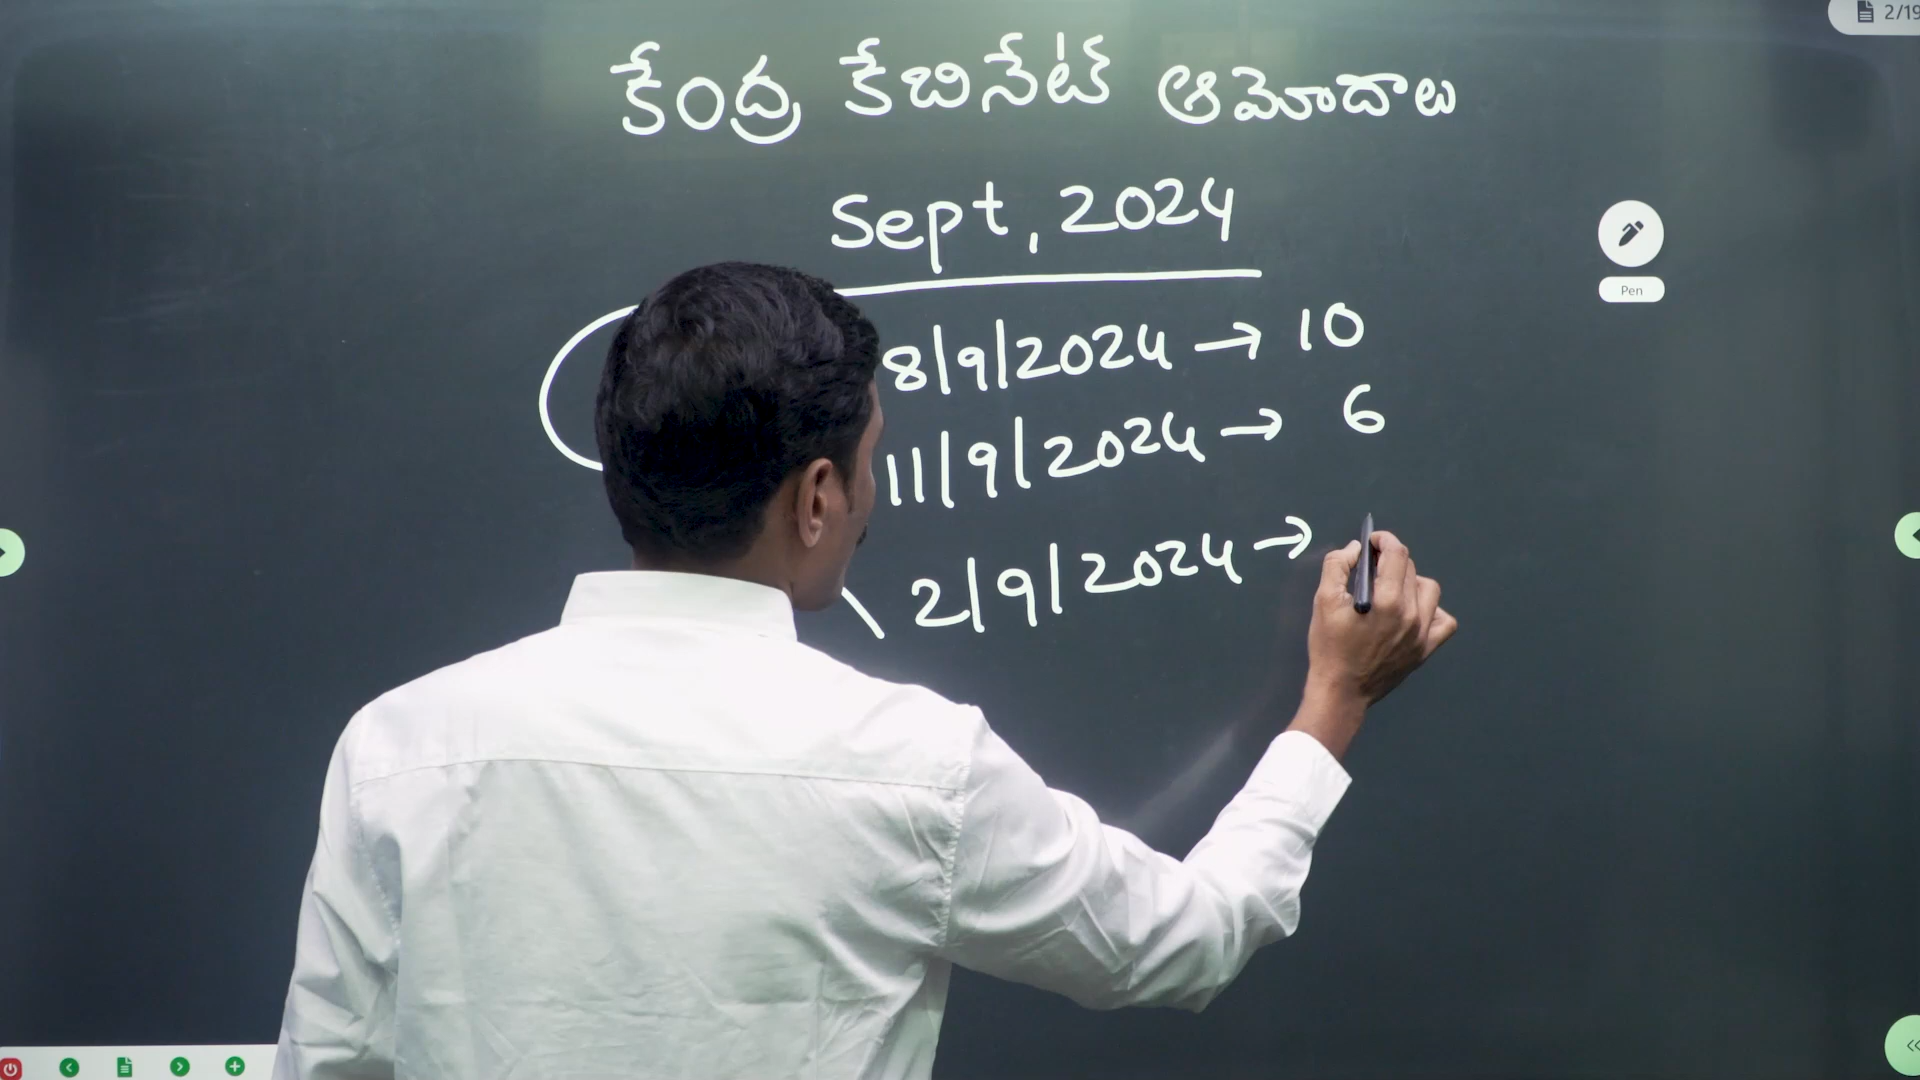 2/19
కేంద్ర కేబినేట్ ఆమోదాలు
Sept, 2024
Pen
8/9/2024 → 10
11/9/2024 → 6
2/9/2024 →